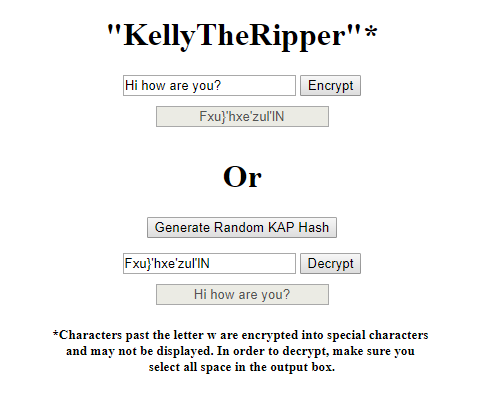 "KellyTheRipper"*
Hi how are you? Encrypt
Fxu}'hxe'zul'lN
Or
Generate Random KAP Hash
Fxu}'hxe'zul'lN Decrypt
Hi how are you?
*Characters past the letter w are encrypted into special characters
and may not be displayed. In order to decrypt, make sure you
select all space in the output box.